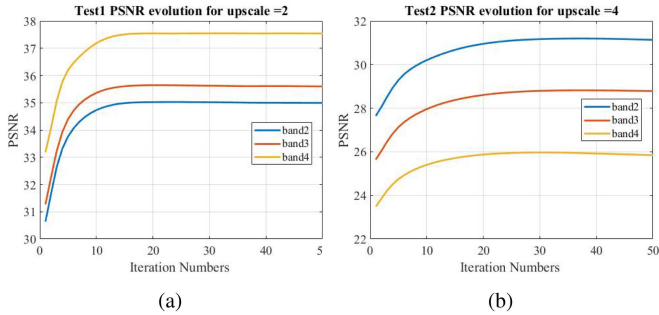 Test1 PSNR evolution for upscale =2
38
37
36
35
34
33
32
31
30
PSNR
band2
band3
band4
0 10 20 30 40 50
Iteration Numbers
(a)
Test2 PSNR evolution for upscale =4
32
30
28
26
24
22
PSNR
band2
band3
band4
0 10 20 30 40 50
Iteration Numbers
(b)